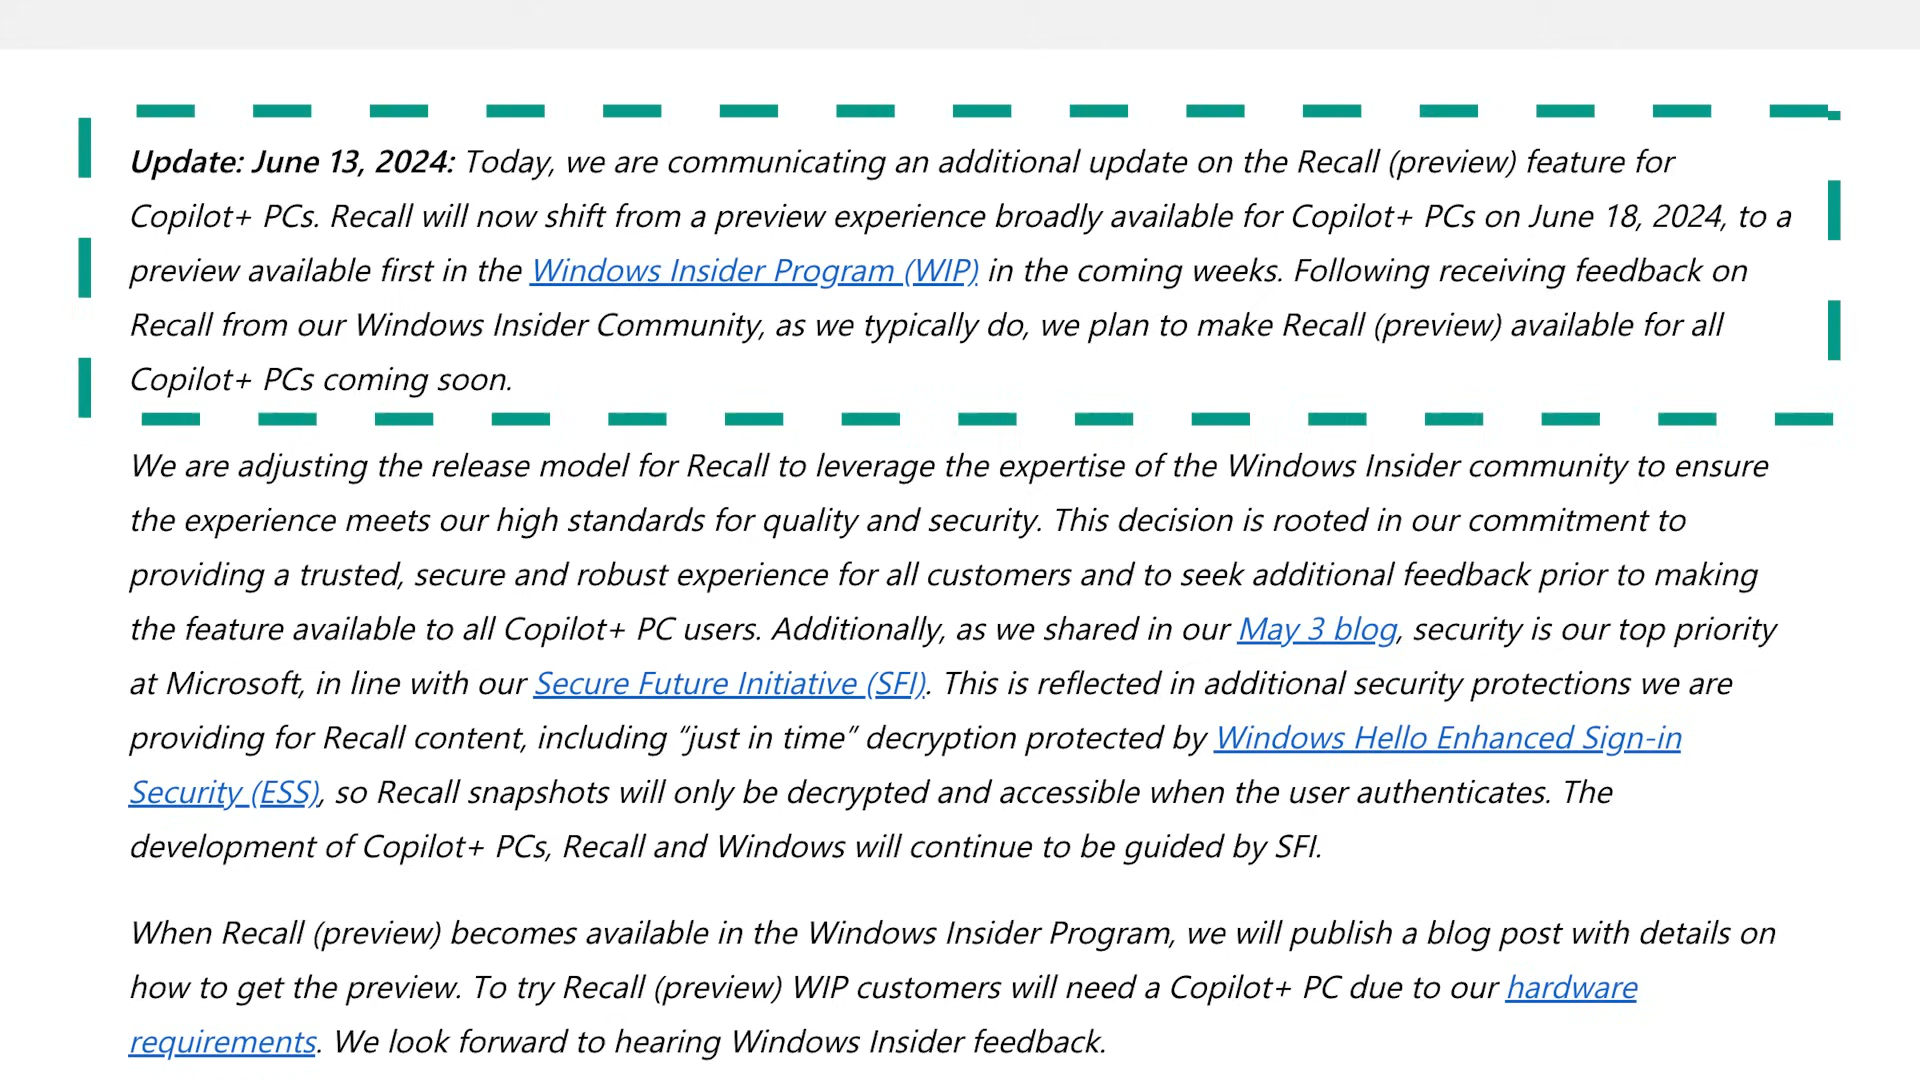 Update: June 13, 2024: Today, we are communicating an additional update on the Recall (preview) feature for
Copilot+ PCs. Recall will now shift from a preview experience broadly available for Copilot+ PCs on June 18, 2024, to a
preview available first in the Windows Insider Program (WIP) in the coming weeks. Following receiving feedback on
Recall from our Windows Insider Community, as we typically do, we plan to make Recall (preview) available for all
Copilot+ PCs coming soon.
We are adjusting the release model for Recall to leverage the expertise of the Windows Insider community to ensure
the experience meets our high standards for quality and security. This decision is rooted in our commitment to
providing a trusted, secure and robust experience for all customers and to seek additional feedback prior to making
the feature available to all Copilot+ PC users. Additionally, as we shared in our May 3 blog, security is our top priority
at Microsoft, in line with our Secure Future Initiative (SFI). This is reflected in additional security protections we are
providing for Recall content, including “just in time” decryption protected by Windows Hello Enhanced Sign-in
Security (ESS), so Recall snapshots will only be decrypted and accessible when the user authenticates. The
development of Copilot+ PCs, Recall and Windows will continue to be guided by SFI.
When Recall (preview) becomes available in the Windows Insider Program, we will publish a blog post with details on
how to get the preview. To try Recall (preview) WIP customers will need a Copilot+ PC due to our hardware
requirements. We look forward to hearing Windows Insider feedback.